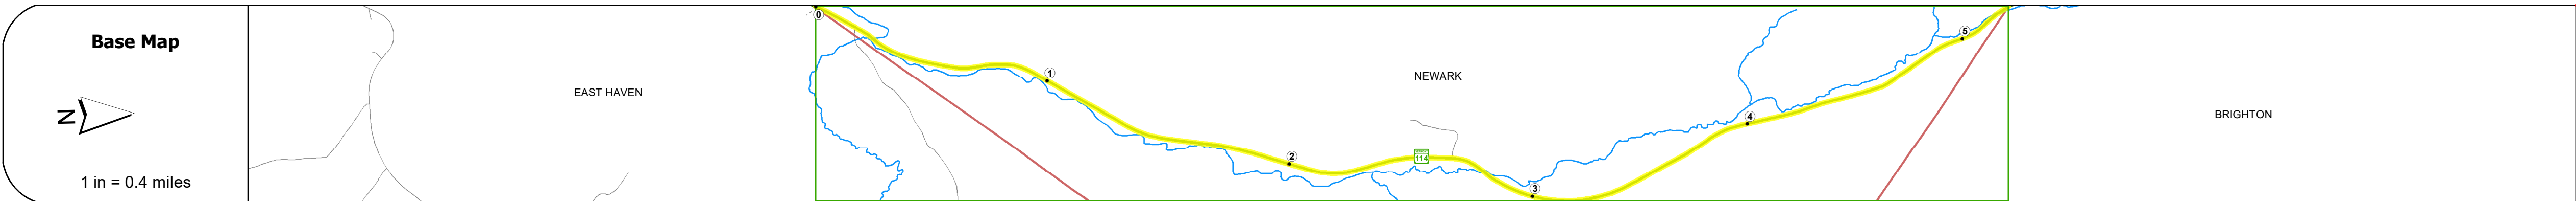 Base Map
N
1 in = 0.4 miles
EAST HAVEN
0
1
2
NEWARK
114
3
4
5
BRIGHTON